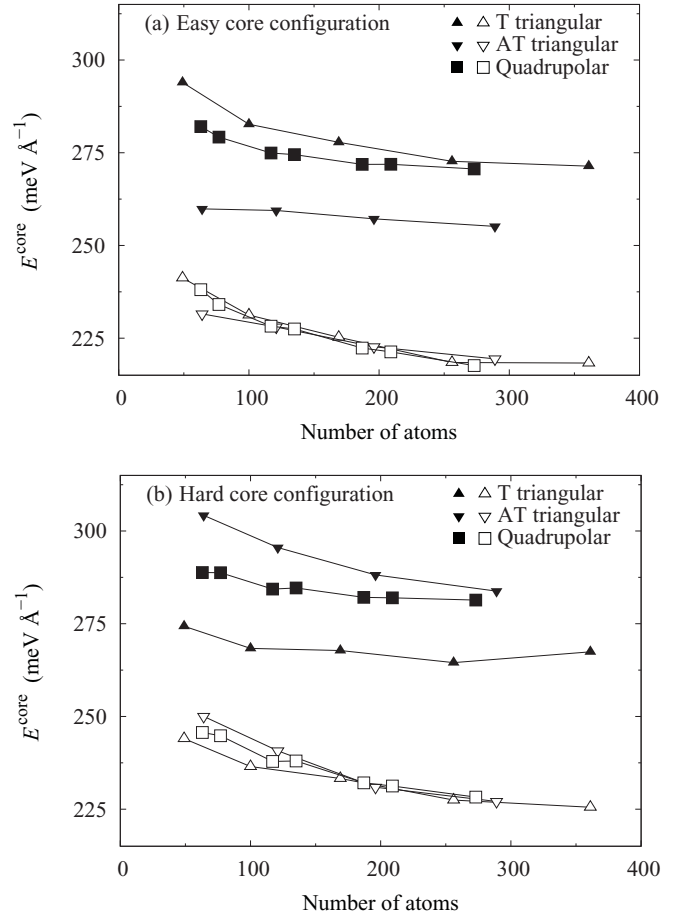 (a) Easy core configuration
▲ △ T triangular
▼ ▽ AT triangular
■ □ Quadrupolar
300
275
250
225
E^core (meV Å⁻¹)
0 100 200 300 400
Number of atoms
(b) Hard core configuration
▲ △ T triangular
▼ ▽ AT triangular
■ □ Quadrupolar
300
275
250
225
E^core (meV Å⁻¹)
0 100 200 300 400
Number of atoms